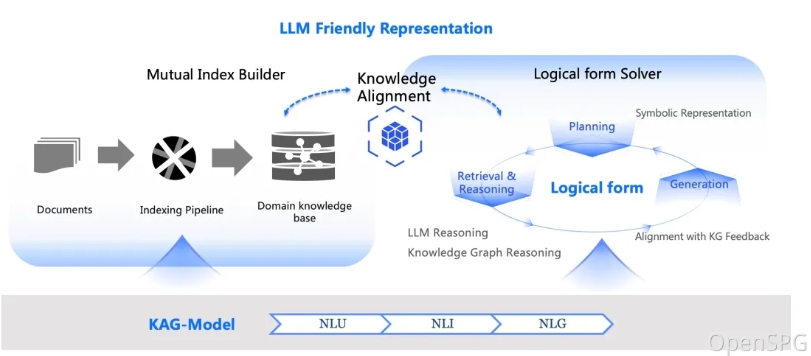 LLM Friendly Representation
Mutual Index Builder
Knowledge
Alignment
Logical form Solver
Symbolic Representation
Planning
Retrieval &
Reasoning
Logical form
Generation
Documents
Indexing Pipeline
Domain knowledge
base
LLM Reasoning
Knowledge Graph Reasoning
Alignment with KG Feedback
KAG-Model
NLU
NLI
NLG
OpenSPG